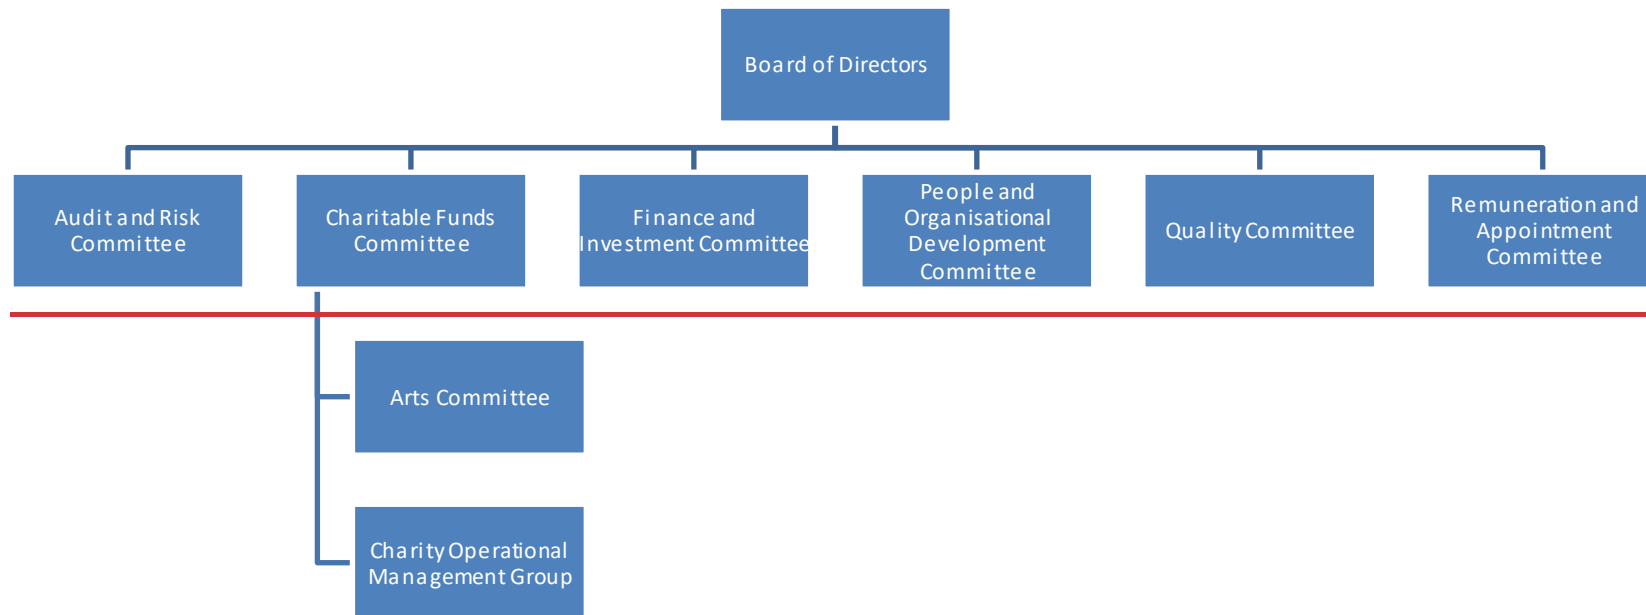 Board of Directors
Audit and Risk
Committee
Charitable Funds
Committee
Finance and
Investment Committee
People and
Organisational
Development
Committee
Quality Committee
Remuneration and
Appointment
Committee
Arts Committee
Charity Operational
Management Group